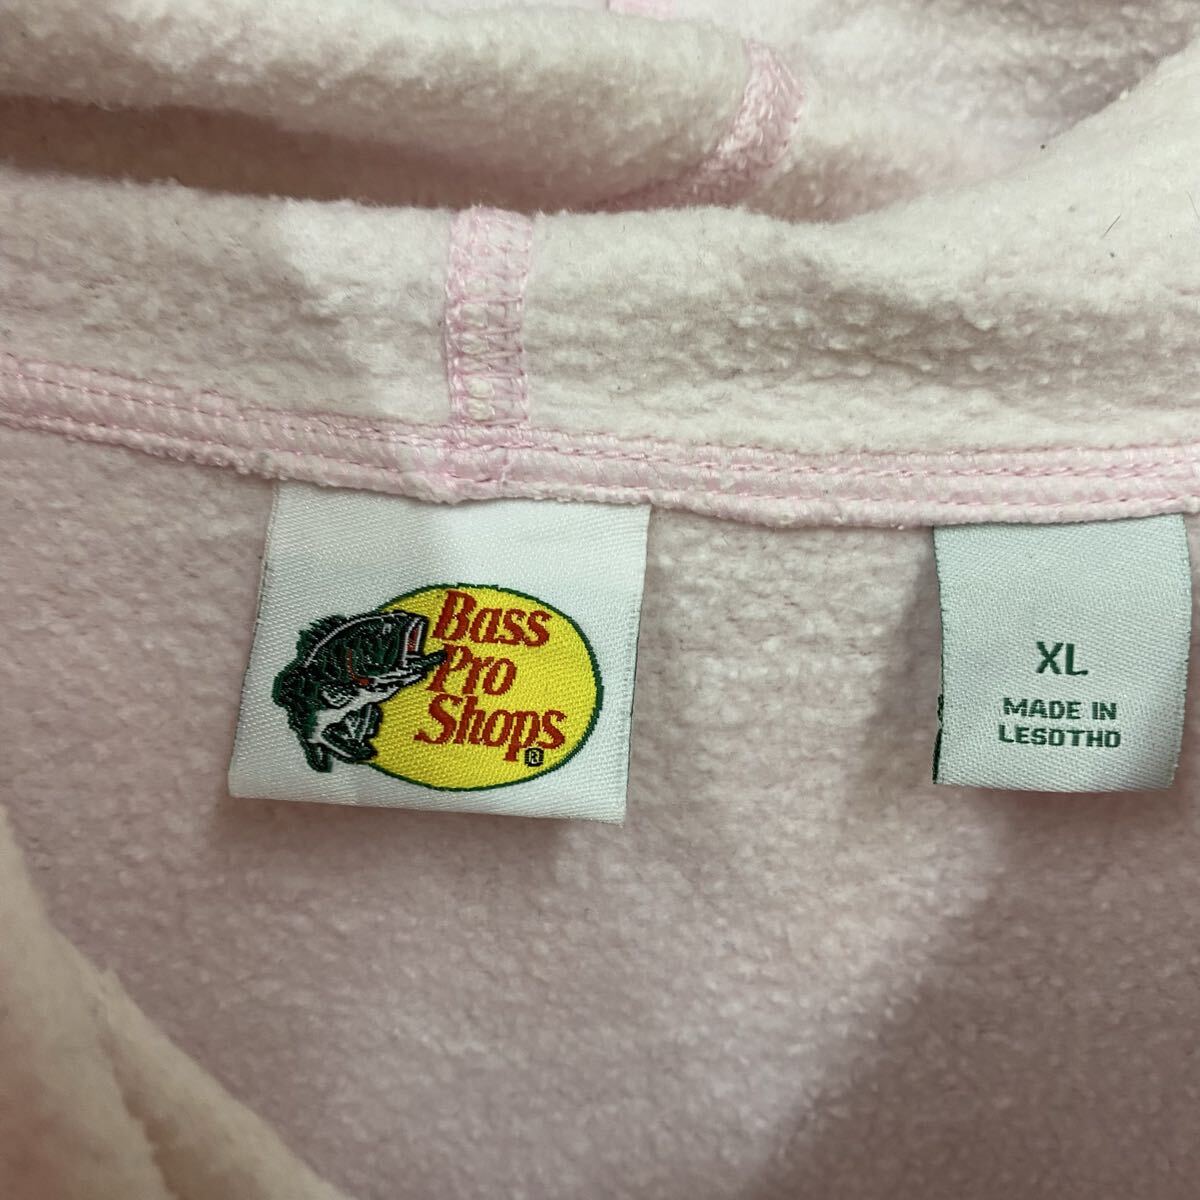 Bass
Pro
Shops®
XL
MADE IN
LESOTHO